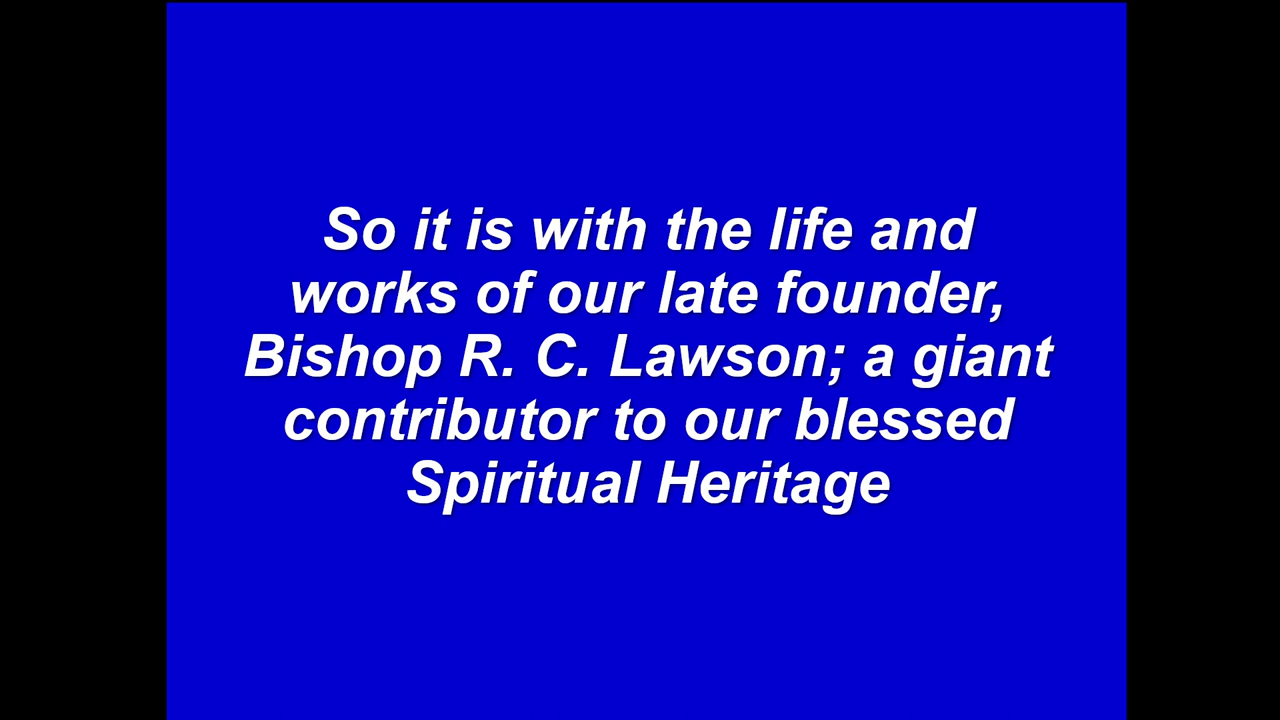 So it is with the life and
works of our late founder,
Bishop R. C. Lawson; a giant
contributor to our blessed
Spiritual Heritage